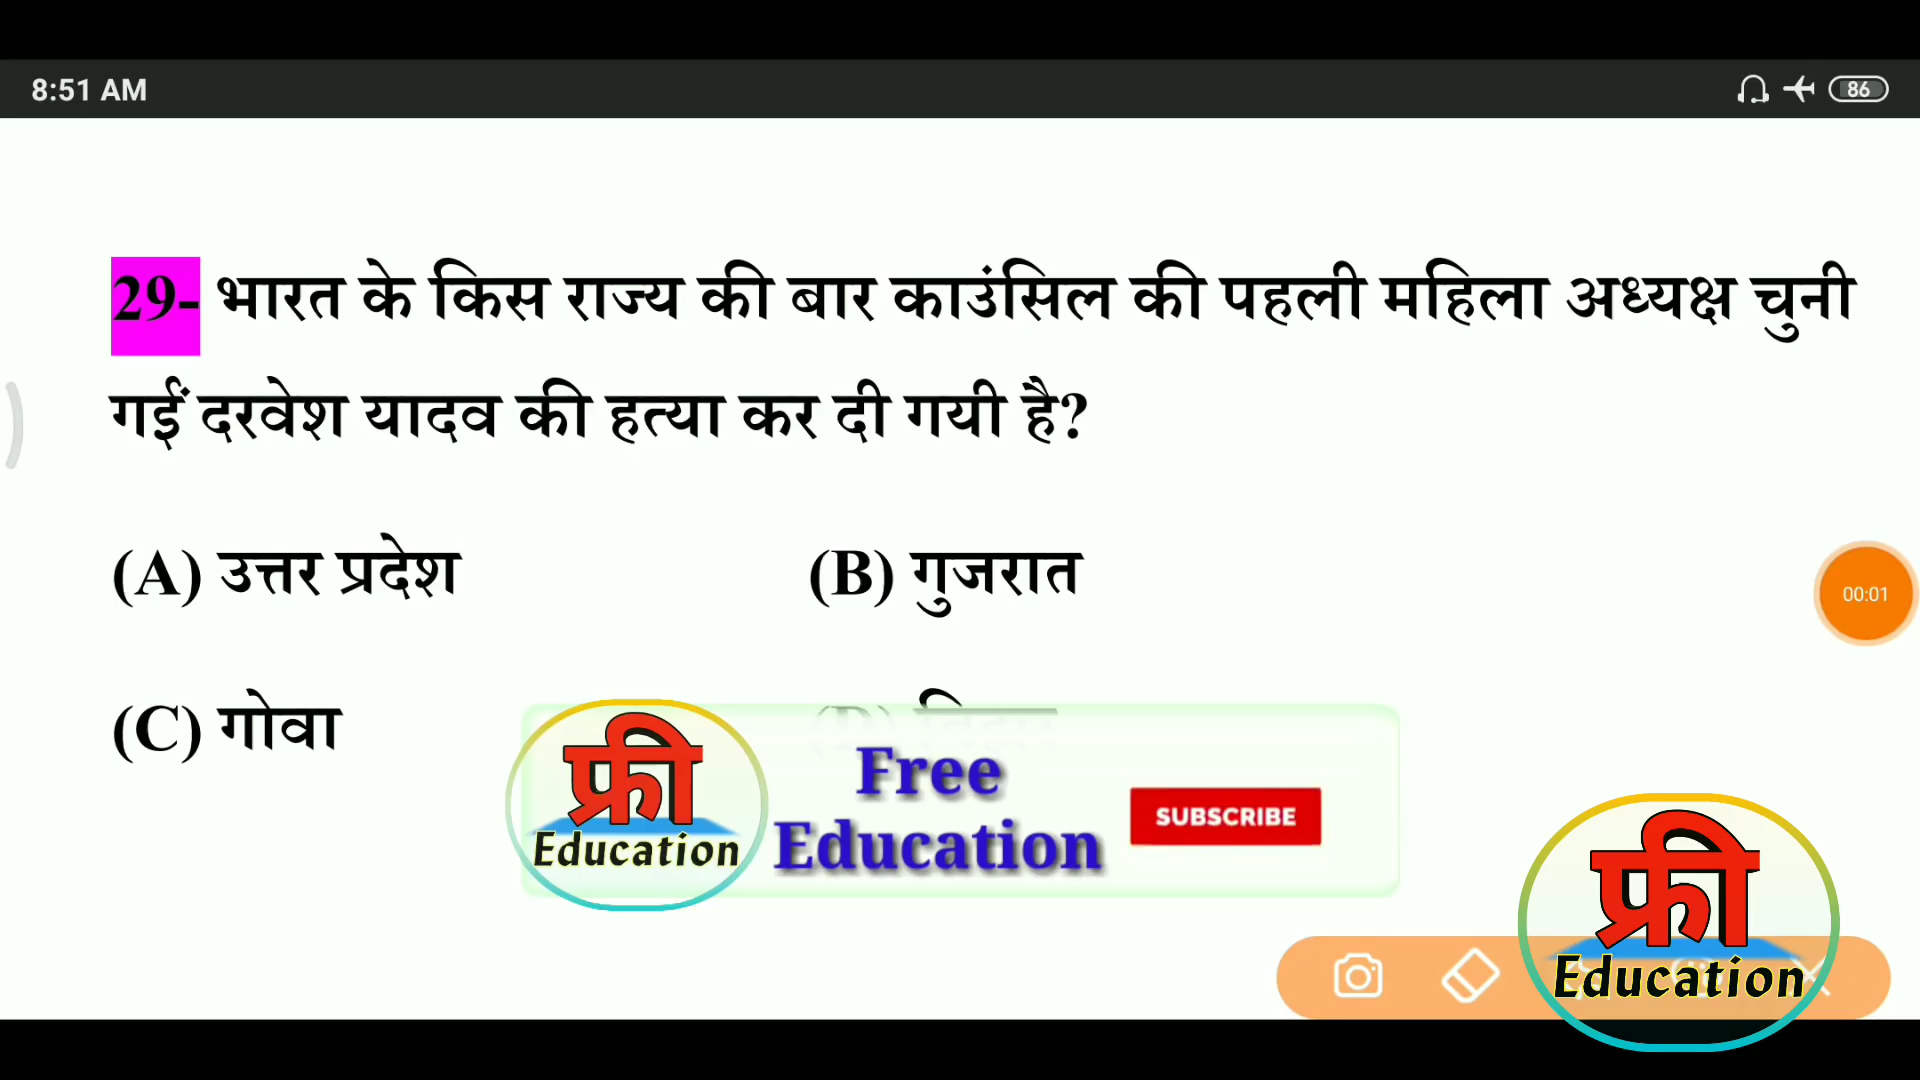 8:51 AM
86
29- भारत के किस राज्य की बार काउंसिल की पहली महिला अध्यक्ष चुनी
गईं दरवेश यादव की हत्या कर दी गयी है?
(A) उत्तर प्रदेश
(B) गुजरात
00:01
(C) गोवा
फ्री
Education
Free
Education
SUBSCRIBE
फ्री
Education